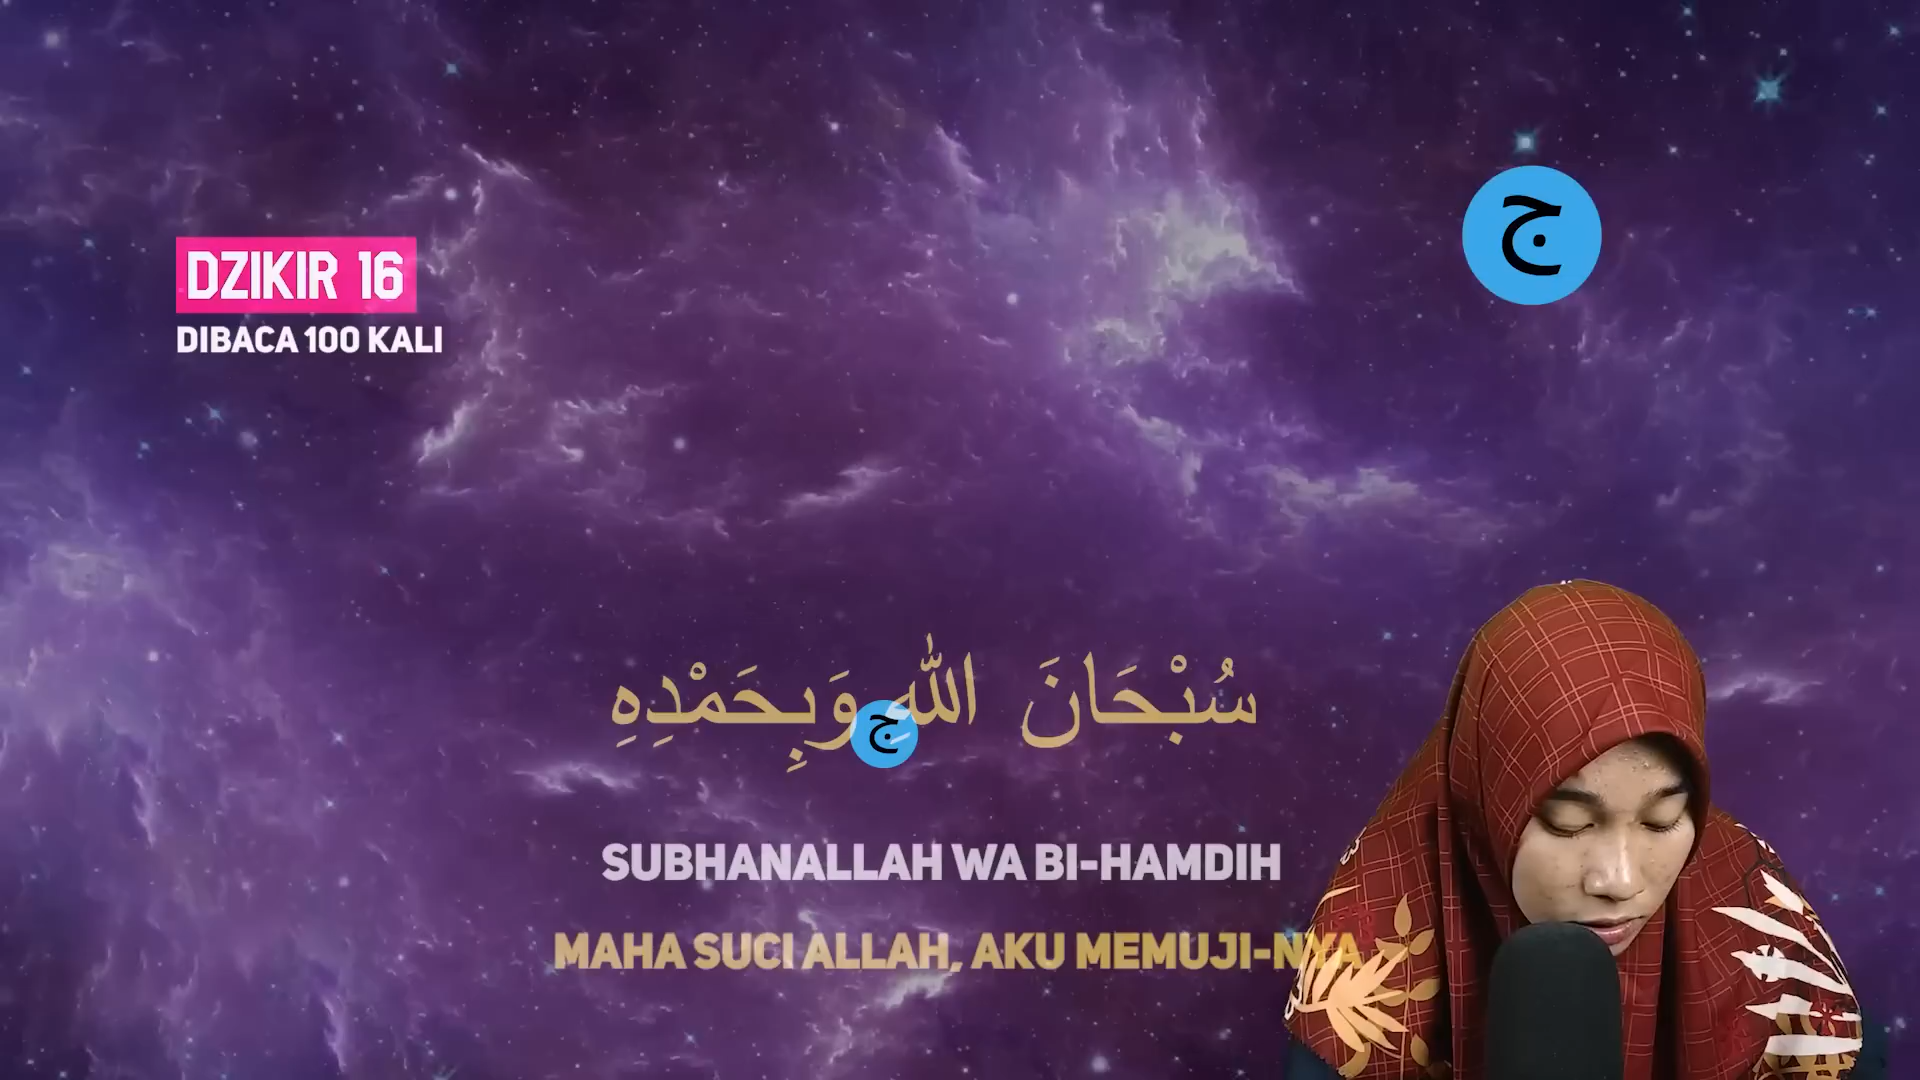 ج
DZIKIR 16
DIBACA 100 KALI
سُبْحَانَ اللهِ وَبِحَمْدِهِ
ج
SUBHANALLAH WA BI-HAMDIH
MAHA SUCI ALLAH, AKU MEMUJI-NYA